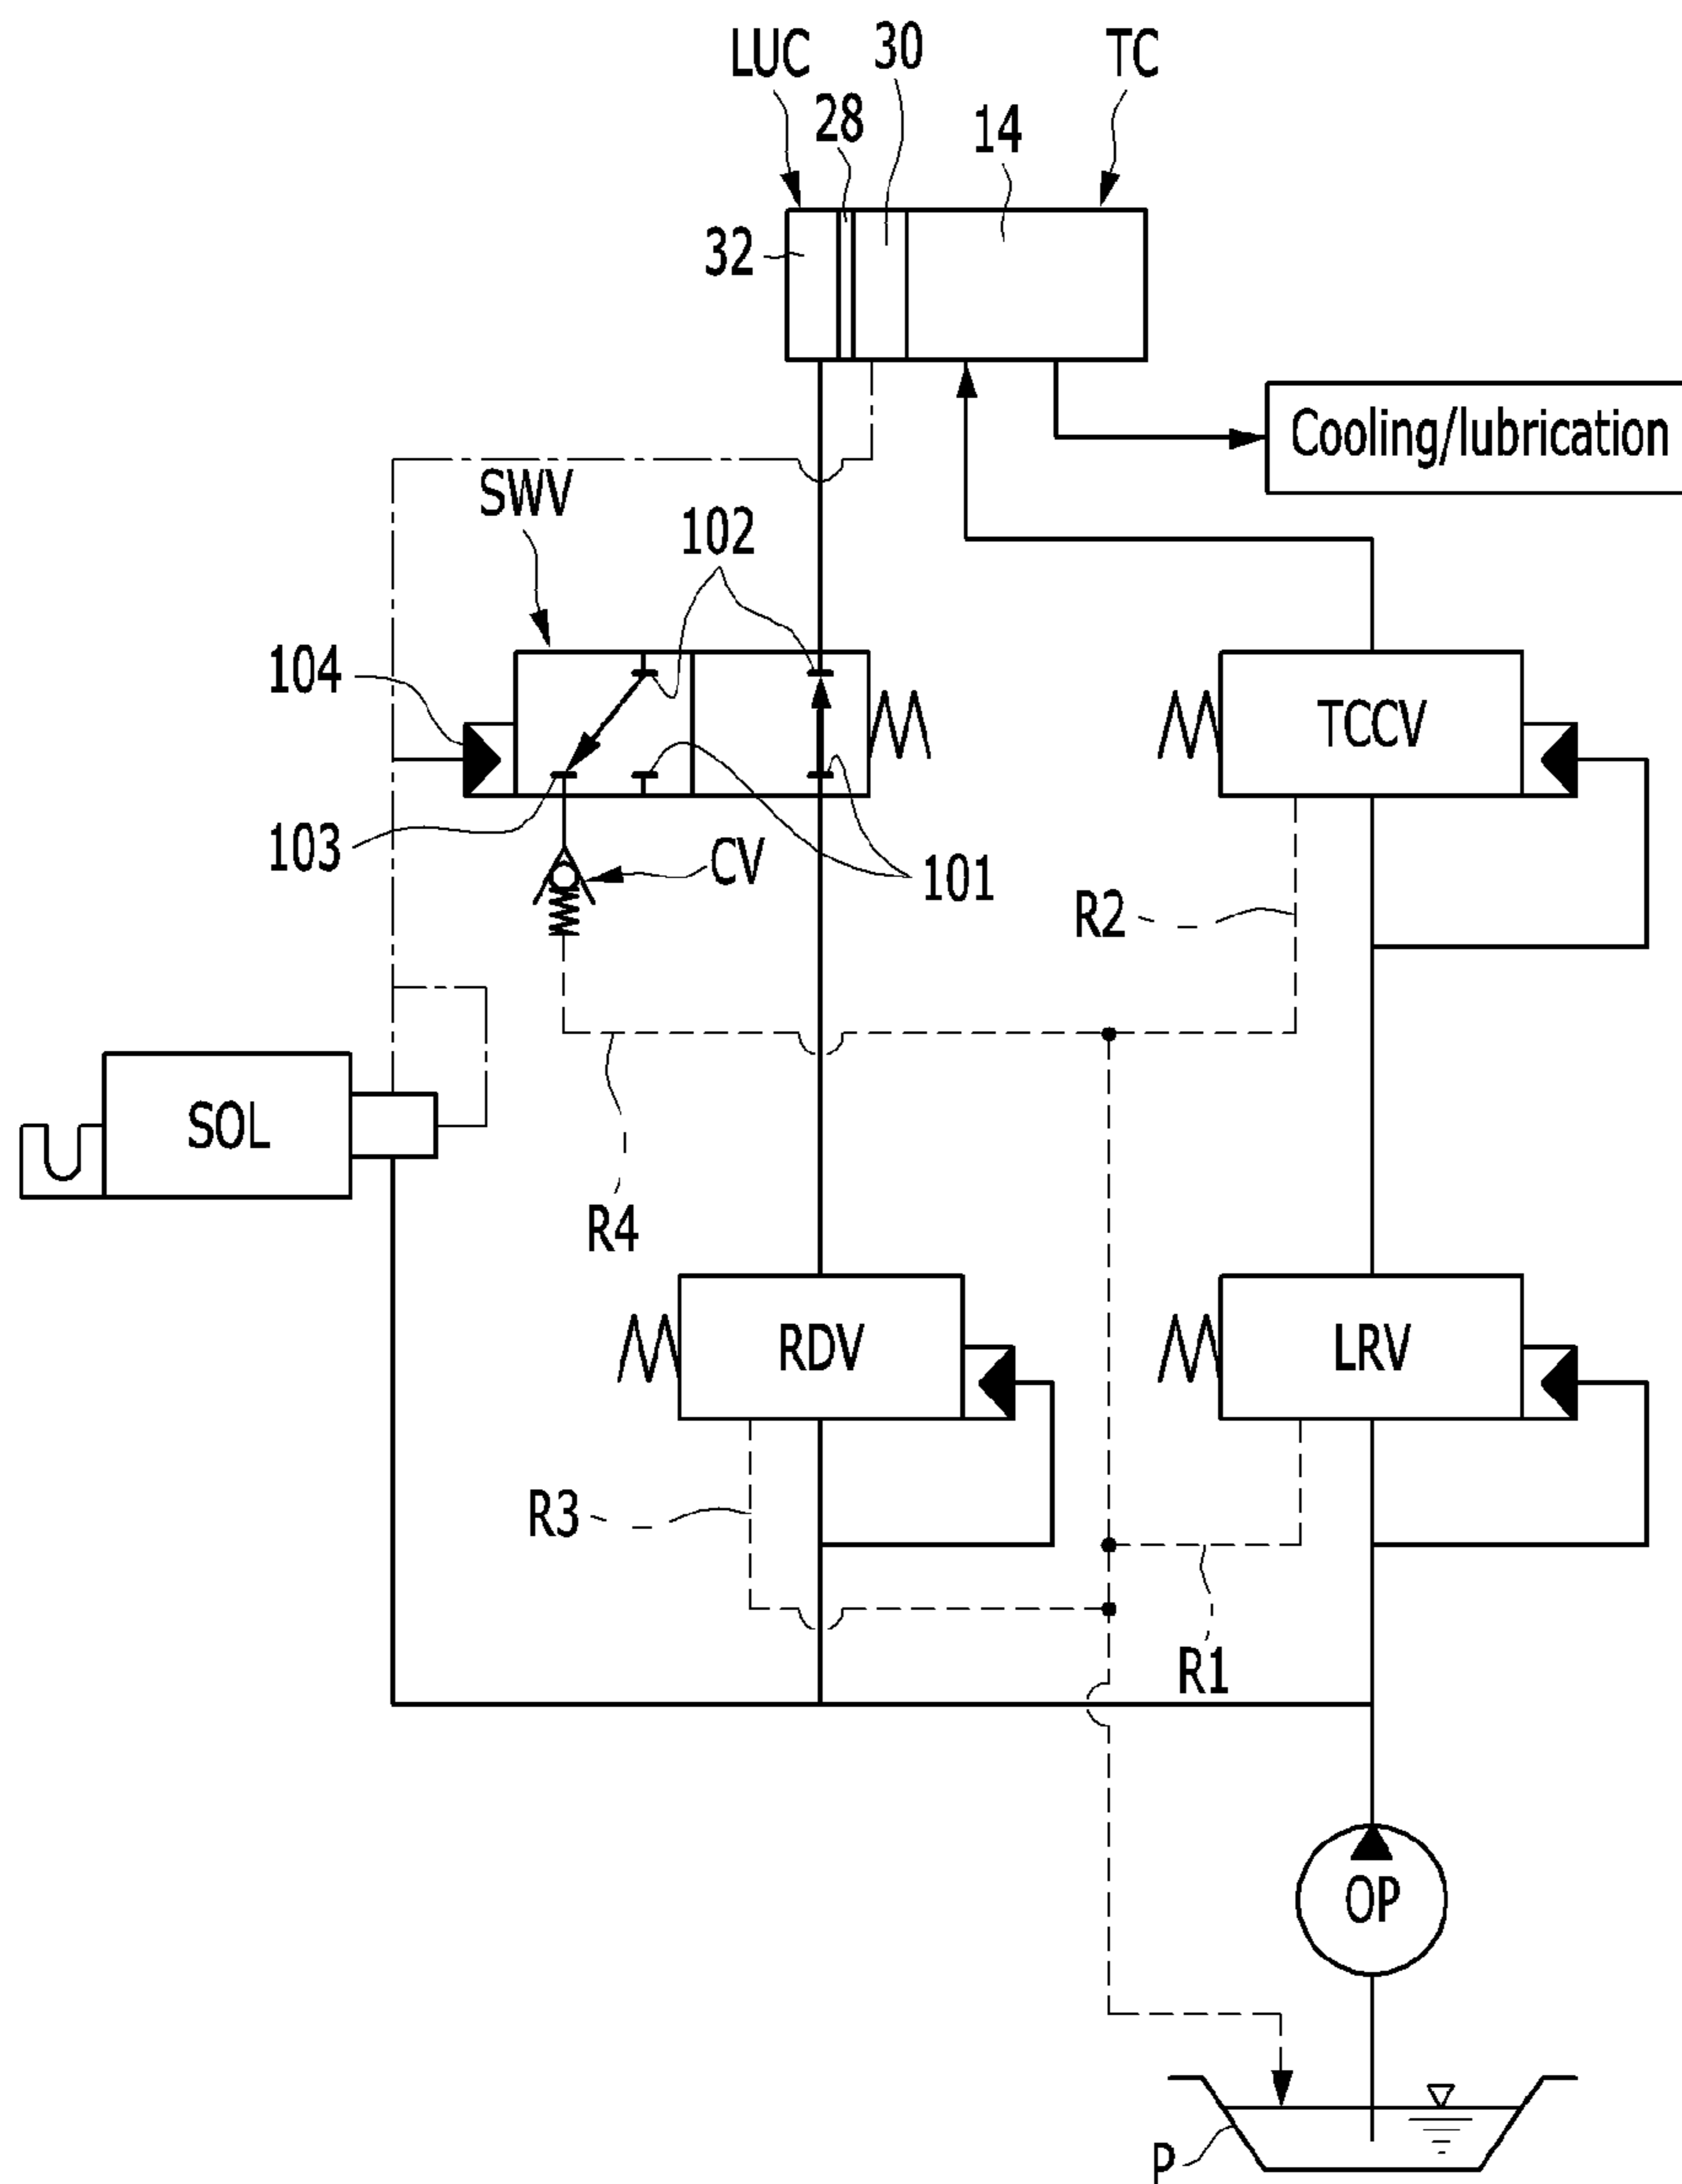 LUC
30
TC
28
14
32
Cooling/lubrication
SWV
102
104
TCCV
103
CV
101
R2
SOL
R4
RDV
LRV
R3
R1
OP
P